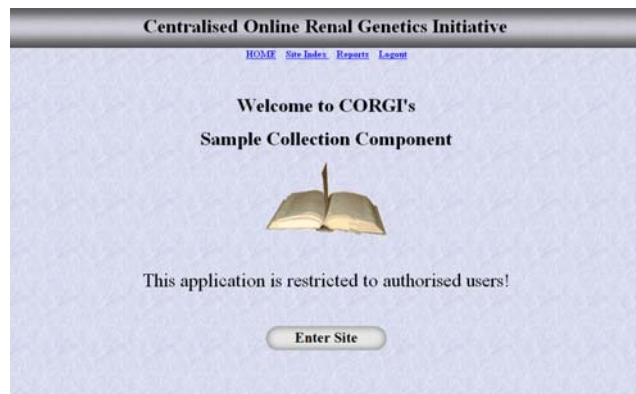 Centralised Online Renal Genetics Initiative
HOME Site Index Reports Logout
Welcome to CORGI's
Sample Collection Component
This application is restricted to authorised users!
Enter Site